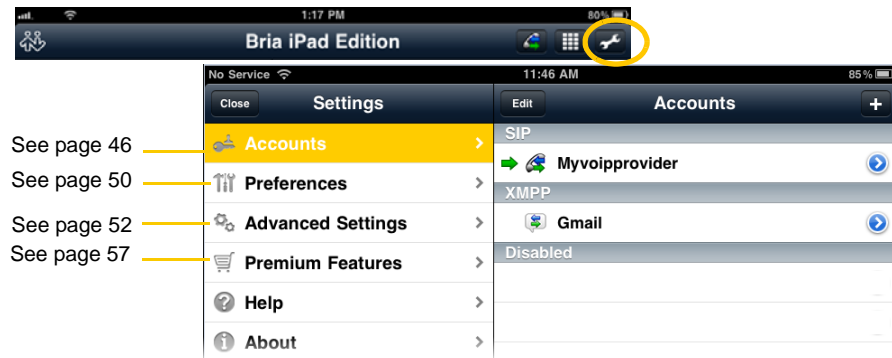 1:17 PM 80%
Bria iPad Edition
No Service 11:46 AM 85%
Close Settings Edit Accounts +
SIP
See page 46 Accounts
Myvoipprovider
See page 50 Preferences
XMPP
See page 52 Advanced Settings
Gmail
See page 57 Premium Features
Disabled
Help
About